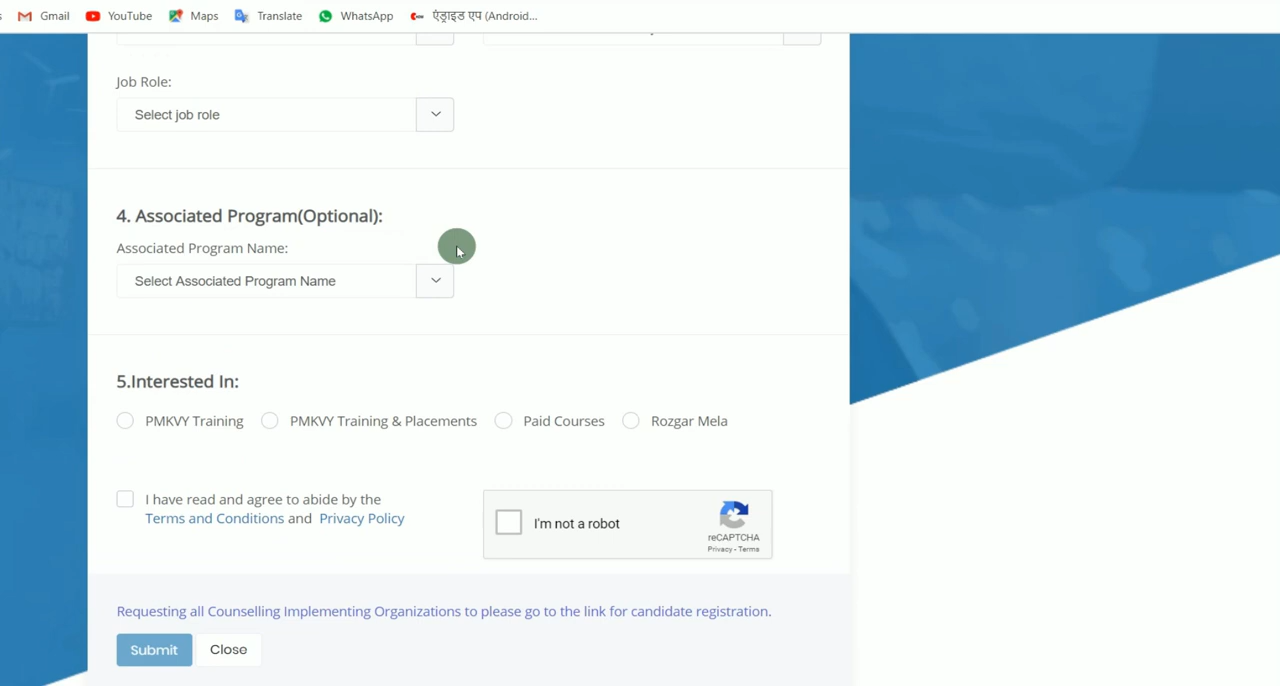 s Gmail YouTube Maps Translate WhatsApp एंड्राइड एप (Android...
Job Role:
Select job role
4. Associated Program(Optional):
Associated Program Name:
Select Associated Program Name
5.Interested In:
PMKVY Training PMKVY Training & Placements Paid Courses Rozgar Mela
I have read and agree to abide by the
Terms and Conditions and Privacy Policy
I'm not a robot
reCAPTCHA
Privacy - Terms
Requesting all Counselling Implementing Organizations to please go to the link for candidate registration.
Submit Close